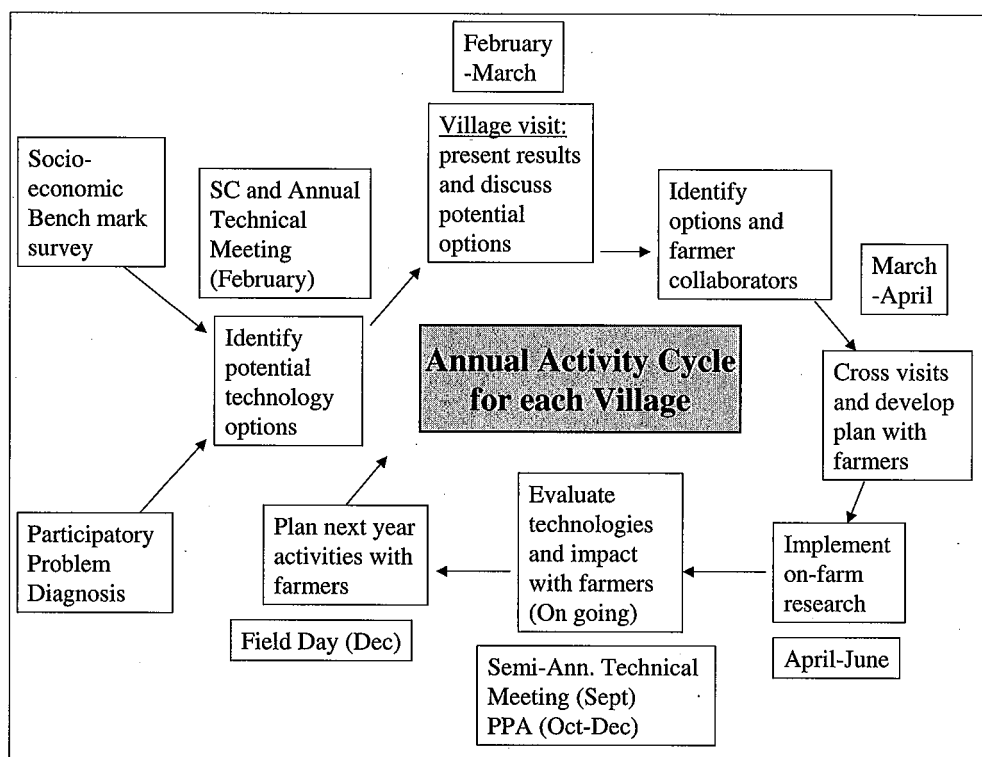 February
-March
Village visit:
present results
and discuss
potential
options
Socio-
economic
Bench mark
survey
SC and Annual
Technical
Meeting
(February)
Identify
options and
farmer
collaborators
March
-April
Identify
potential
technology
options
Annual Activity Cycle
for each Village
Cross visits
and develop
plan with
farmers
Participatory
Problem
Diagnosis
Plan next year
activities with
farmers
Evaluate
technologies
and impact
with farmers
(On going)
Implement
on-farm
research
Field Day (Dec)
April-June
Semi-Ann. Technical
Meeting (Sept)
PPA (Oct-Dec)